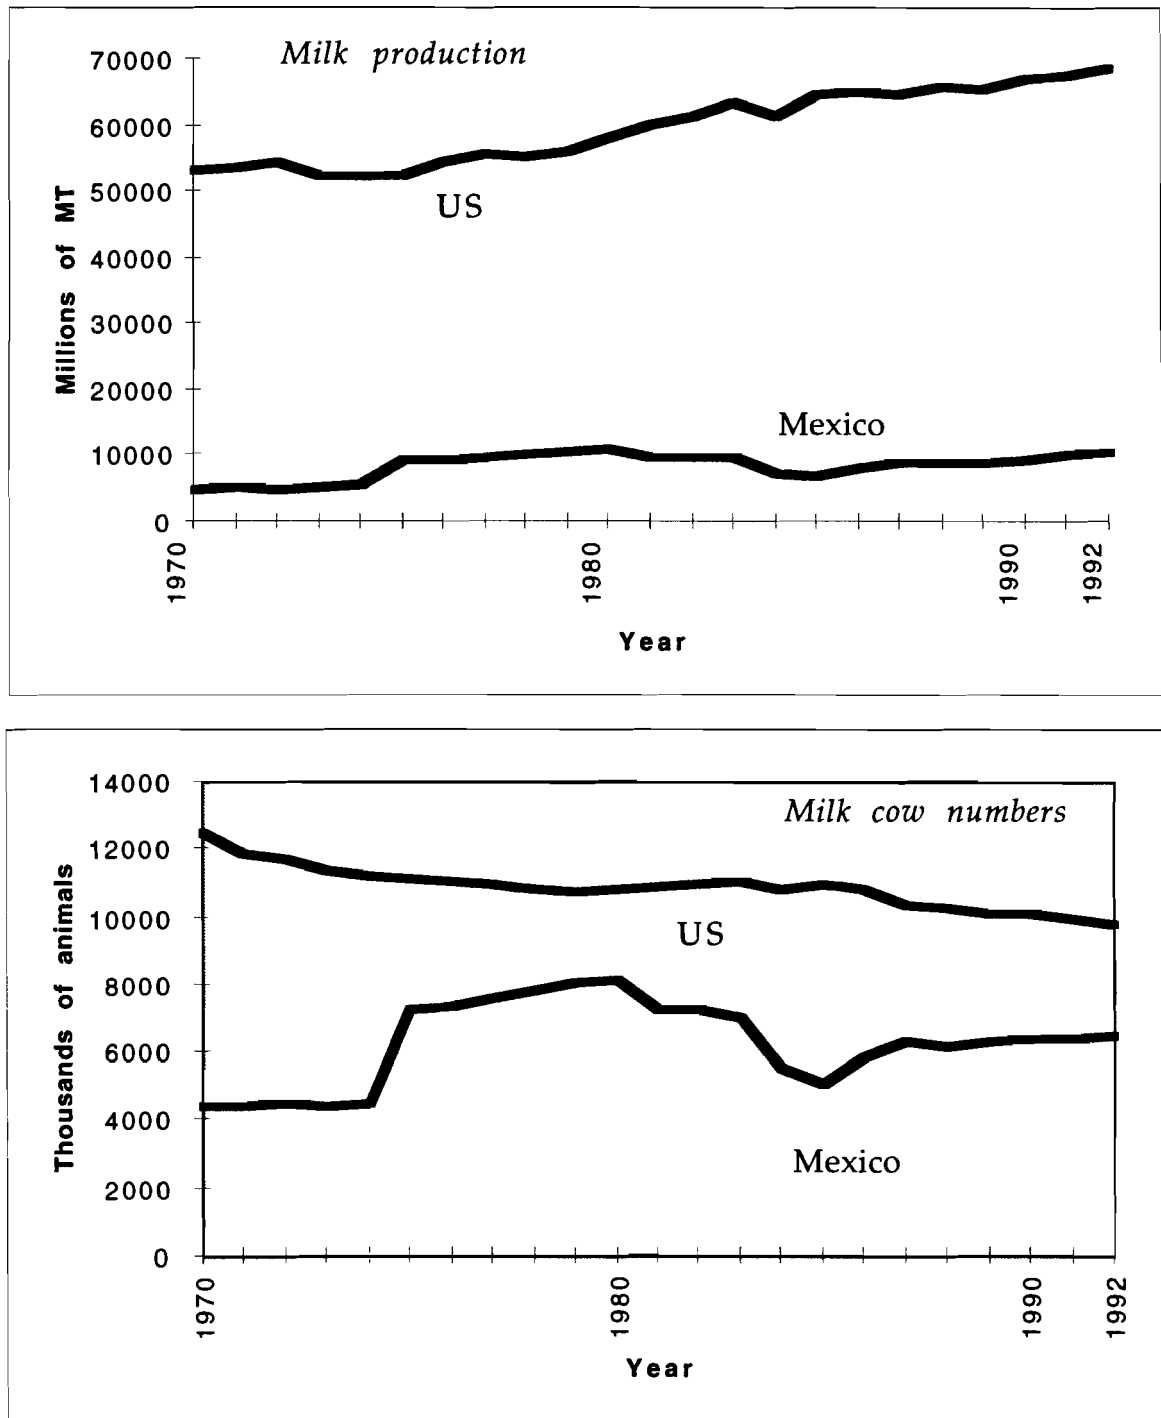 Milk production
70000
60000
50000
40000
30000
20000
10000
0
Millions of MT
US
Mexico
1970
1980
1990
1992
Year
Milk cow numbers
14000
12000
10000
8000
6000
4000
2000
0
Thousands of animals
US
Mexico
1970
1980
1990
1992
Year